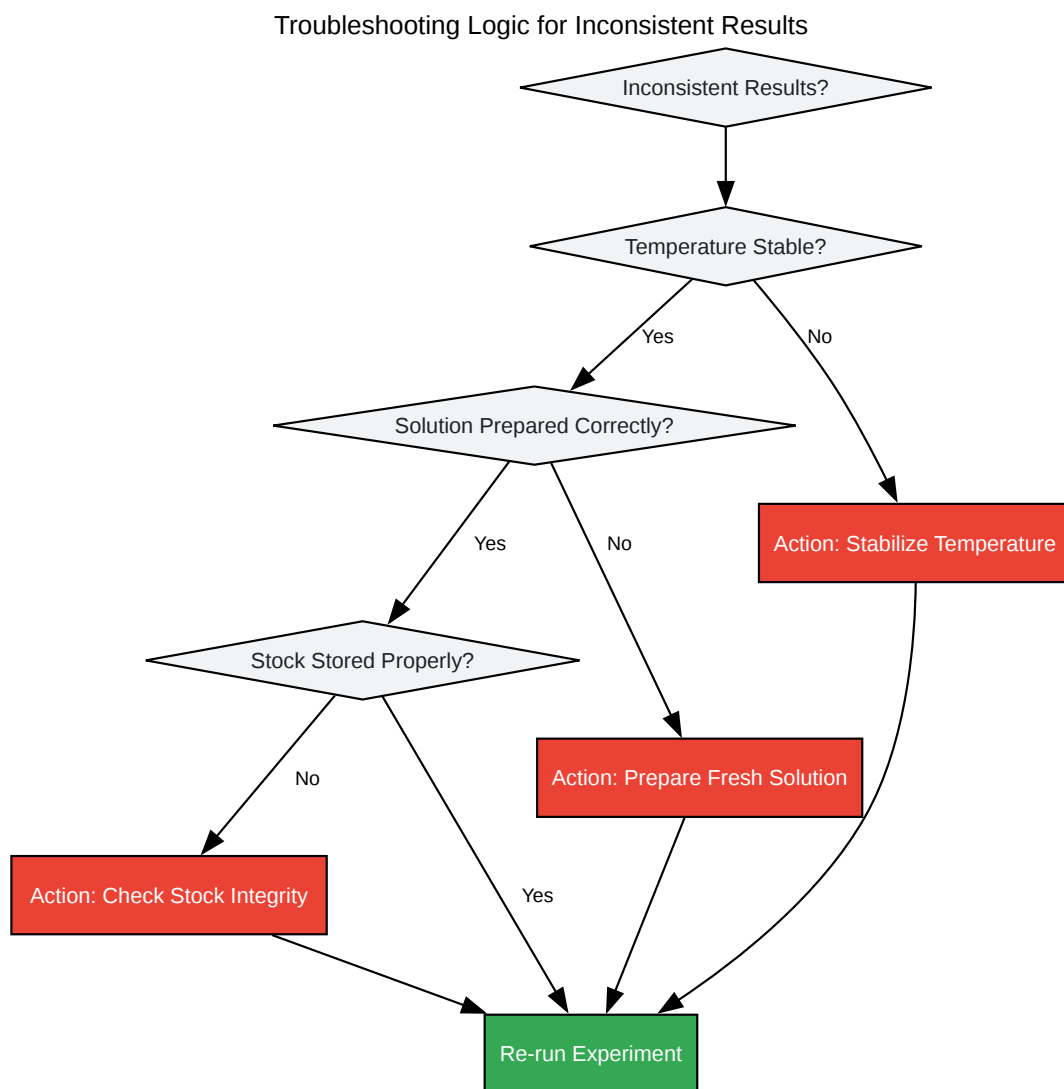 Troubleshooting Logic for Inconsistent Results
Inconsistent Results?
Temperature Stable?
Yes
No
Solution Prepared Correctly?
Yes
No
Action: Stabilize Temperature
Stock Stored Properly?
No
Action: Prepare Fresh Solution
Action: Check Stock Integrity
Yes
Re-run Experiment